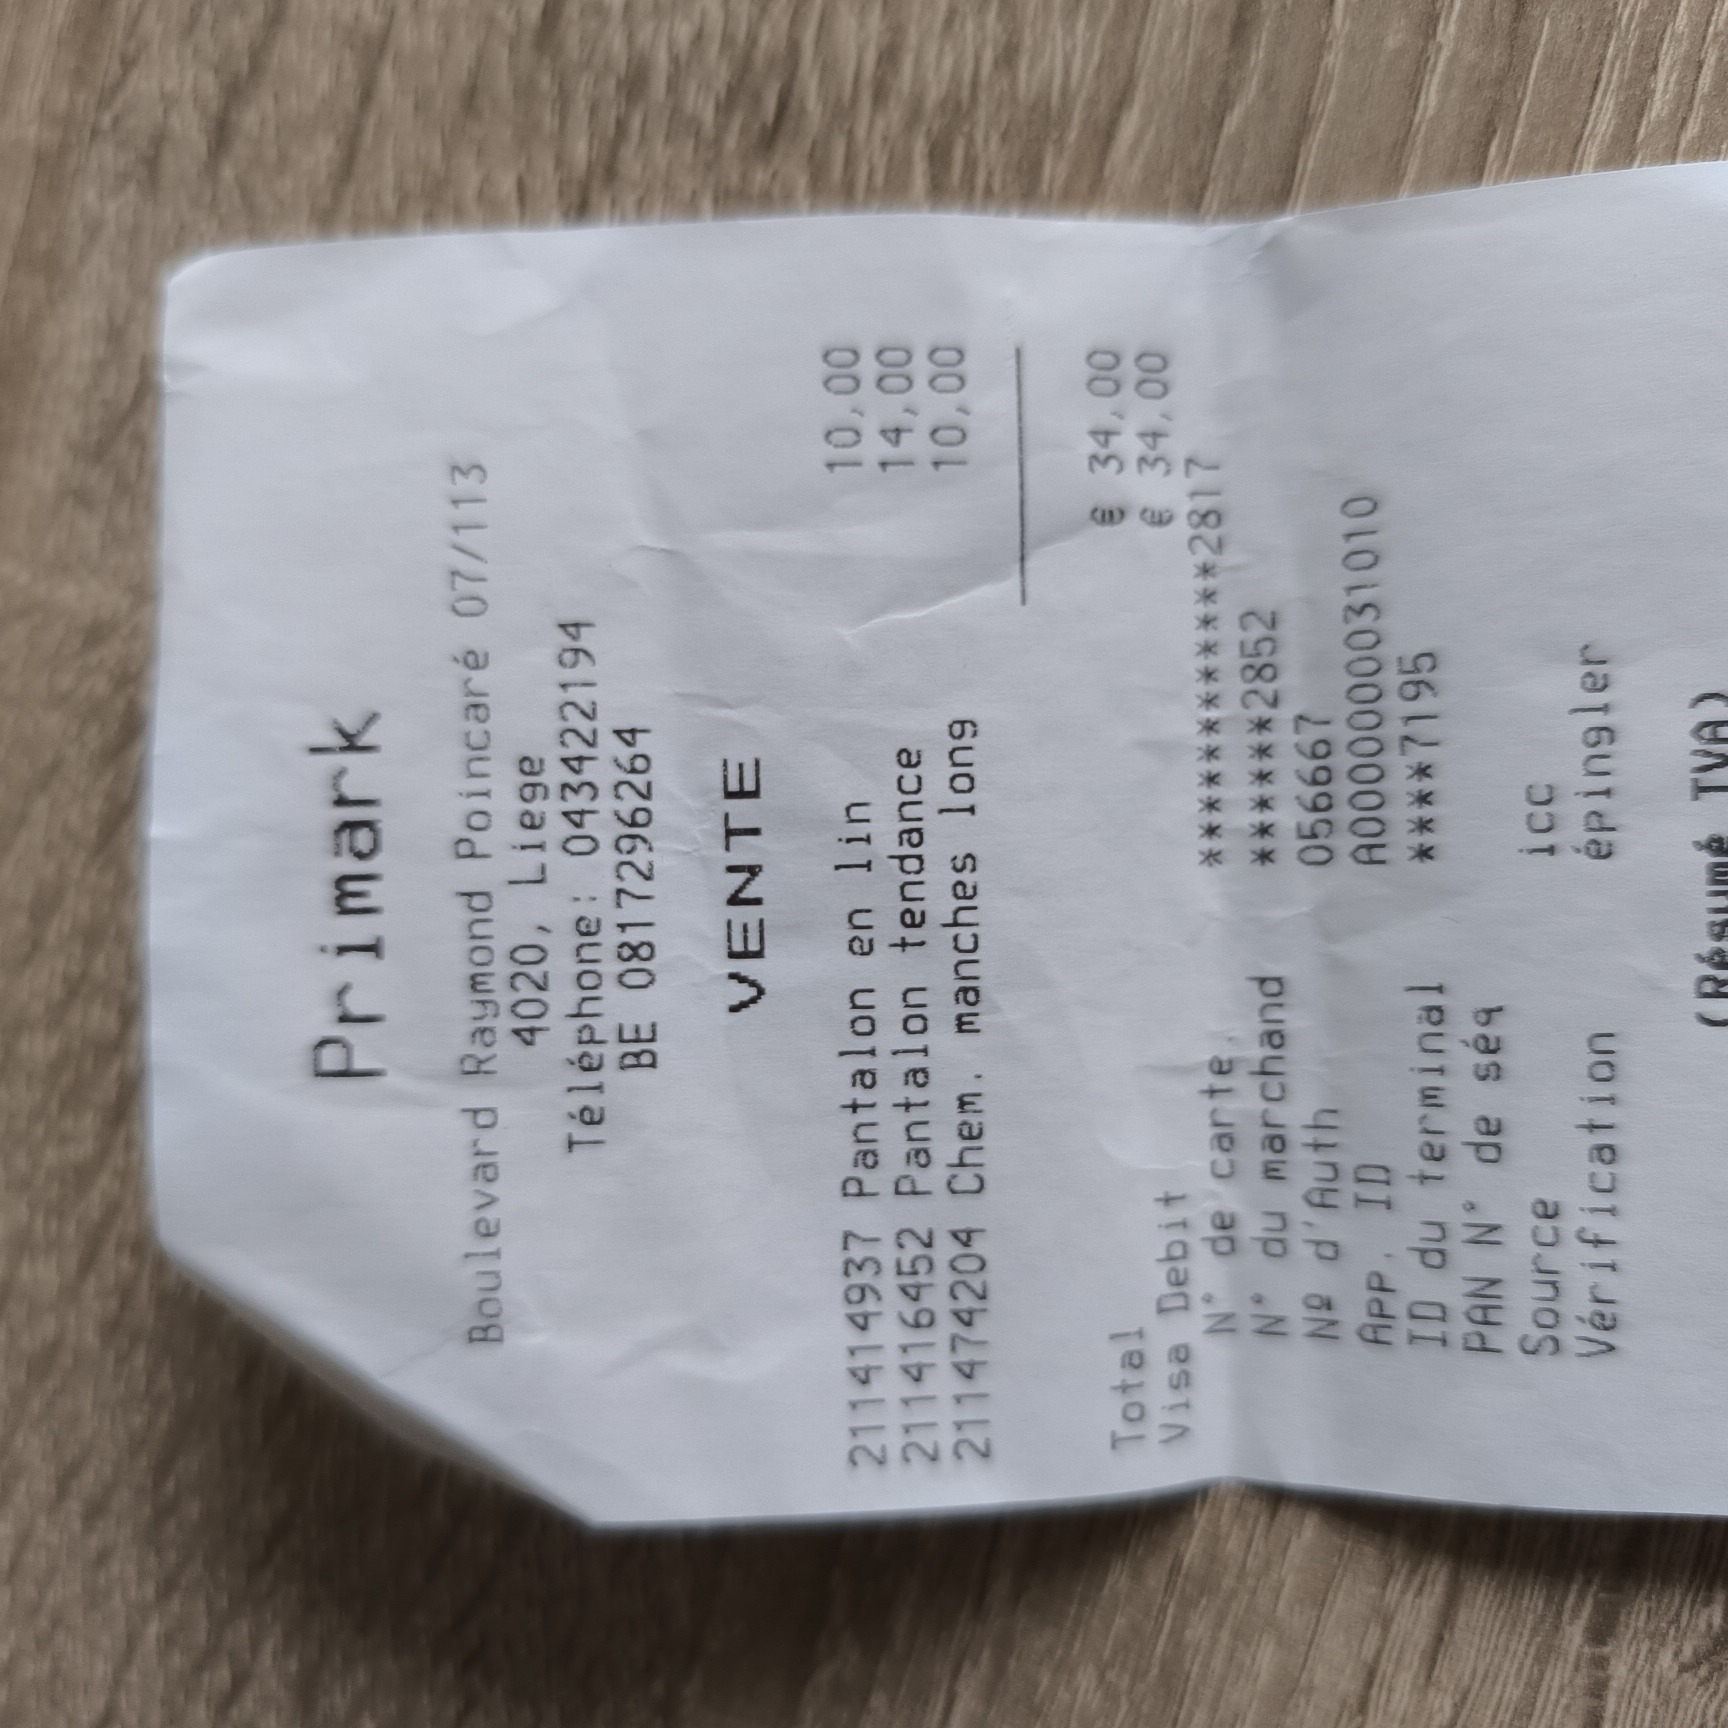 Primark
Boulevard Raymond Poincaré 07/113
4020, Liege
Téléphone: 043422194
BE 0817296264
VENTE
211414937 Pantalon en lin 10,00
211416452 Pantalon tendance 14,00
211474204 Chem. manches long 10,00
Total € 34,00
Visa Debit € 34,00
N° de carte. ***************2817
N° du marchand ******2852
Nº d'Auth 056667
App. ID A0000000031010
ID du terminal ****7195
PAN N° de séq
Source icc
Vérification épingler
(Résumé TVA)